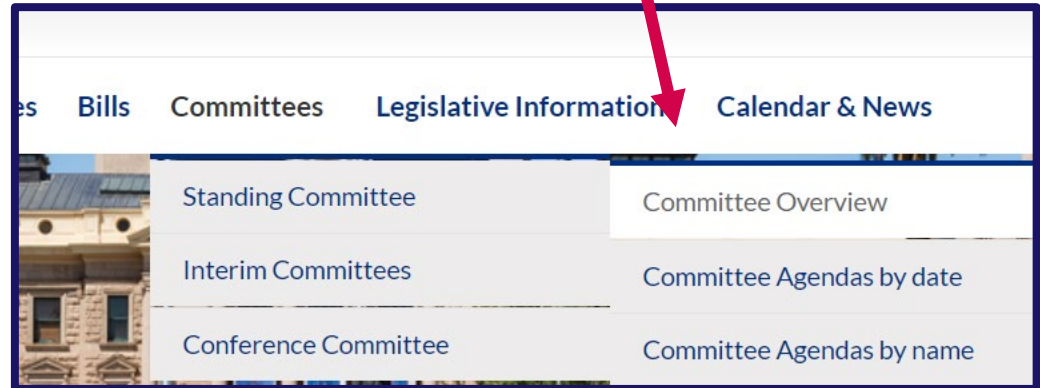 es Bills Committees Legislative Information Calendar & News
Standing Committee
Committee Overview
Interim Committees
Committee Agendas by date
Conference Committee
Committee Agendas by name